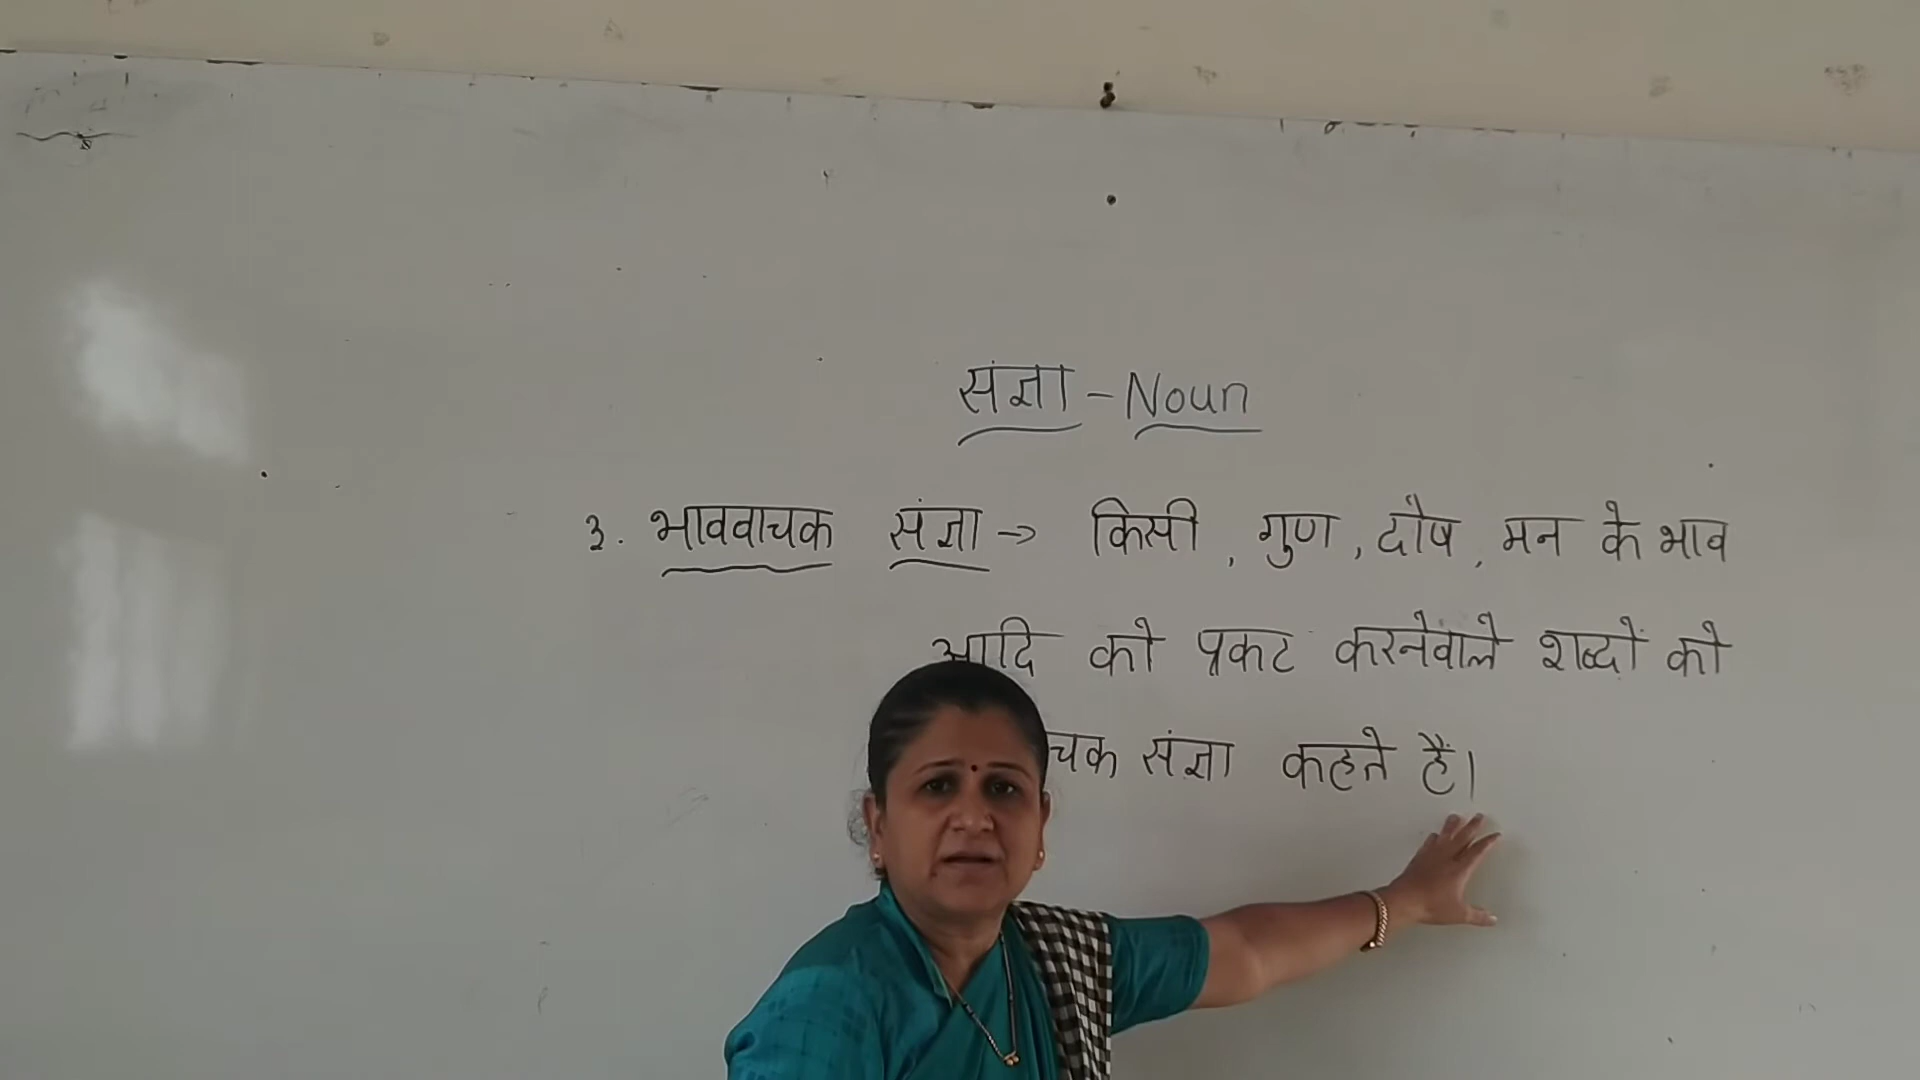 संज्ञा - Noun
3. भाववाचक संज्ञा → किसी , गुण , दोष , मन के भाव
आदि को प्रकट करनेवाले शब्दों को
चक संज्ञा कहते हैं।